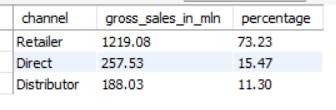 channel gross_sales_in_mln percentage
Retailer 1219.08 73.23
Direct 257.53 15.47
Distributor 188.03 11.30